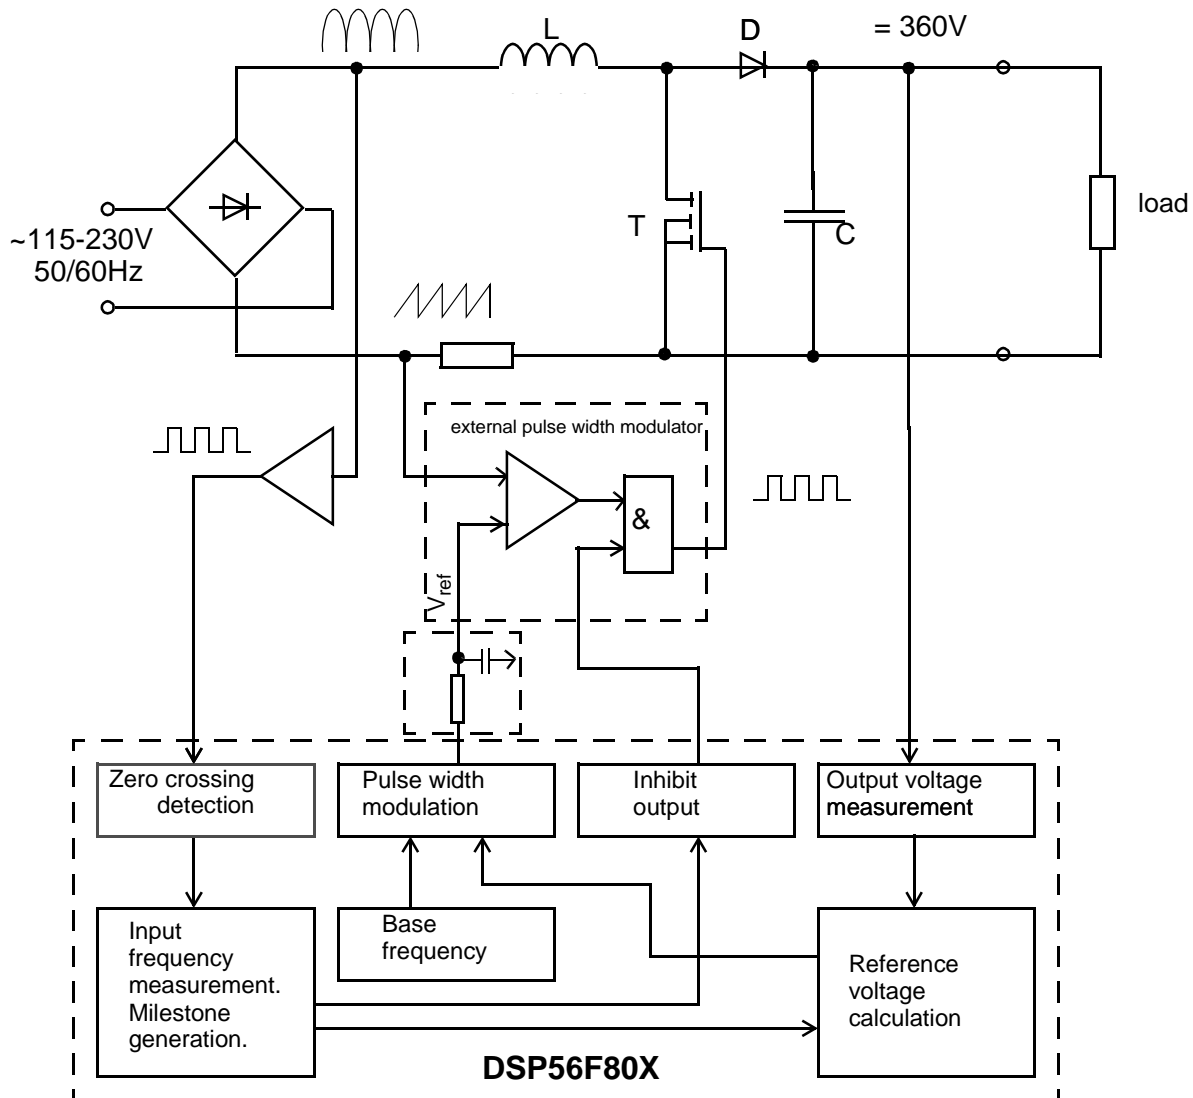 L
D
= 360V
~115-230V
50/60Hz
T
C
load
external pulse width modulator
&
Vref
Zero crossing
detection
Pulse width
modulation
Inhibit
output
Output voltage
measurement
Input
frequency
measurement.
Milestone
generation.
Base
frequency
Reference
voltage
calculation
DSP56F80X